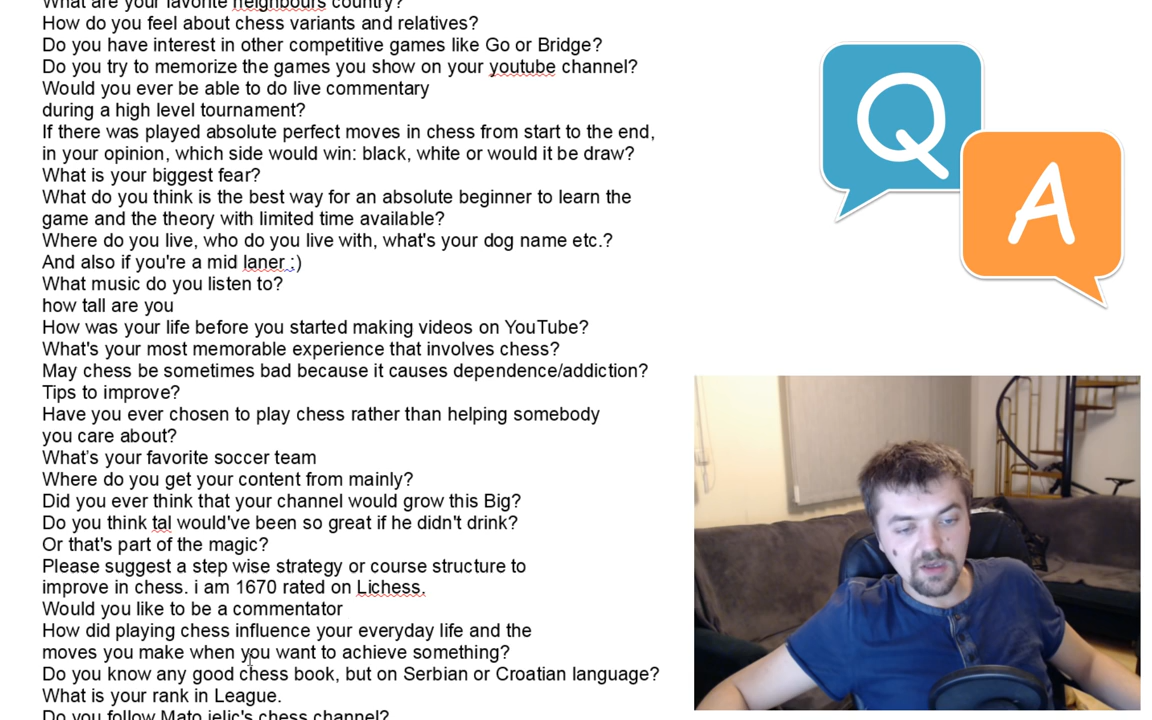 What are your favorite neighbours country?
How do you feel about chess variants and relatives?
Do you have interest in other competitive games like Go or Bridge?
Do you try to memorize the games you show on your youtube channel?
Would you ever be able to do live commentary
during a high level tournament?
If there was played absolute perfect moves in chess from start to the end,
in your opinion, which side would win: black, white or would it be draw?
What is your biggest fear?
What do you think is the best way for an absolute beginner to learn the
game and the theory with limited time available?
Where do you live, who do you live with, what's your dog name etc.?
And also if you're a mid laner :)
What music do you listen to?
how tall are you
How was your life before you started making videos on YouTube?
What's your most memorable experience that involves chess?
May chess be sometimes bad because it causes dependence/addiction?
Tips to improve?
Have you ever chosen to play chess rather than helping somebody
you care about?
What's your favorite soccer team
Where do you get your content from mainly?
Did you ever think that your channel would grow this Big?
Do you think tal would've been so great if he didn't drink?
Or that's part of the magic?
Please suggest a step wise strategy or course structure to
improve in chess. i am 1670 rated on Lichess.
Would you like to be a commentator
How did playing chess influence your everyday life and the
moves you make when you want to achieve something?
Do you know any good chess book, but on Serbian or Croatian language?
What is your rank in League.
Do you follow Mato jelic's chess channel?
Q
A